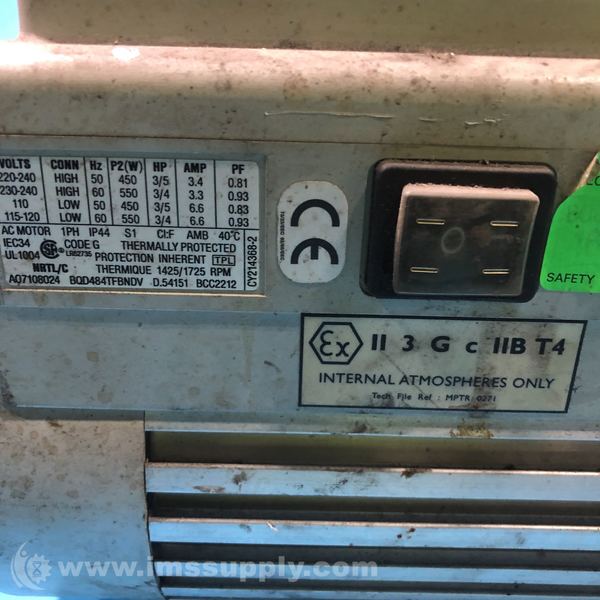 VOLTS CONN Hz P2(W) HP AMP PF
220-240 HIGH 50 450 3/5 3.4 0.81
230-240 HIGH 60 550 3/4 3.3 0.93
110 LOW 50 450 3/5 6.6 0.83
115-120 LOW 60 550 3/4 6.6 0.93
AC MOTOR 1PH IP44 S1 Cl:F AMB 40°C
IEC34 CODE G THERMALLY PROTECTED
UL1004 LR62735 PROTECTION INHERENT TPL
NRTL/C THERMIQUE 1425/1725 RPM
AQ7108024 BQD484TFBNDV D.54151 BCC2212
CY214368-2
CE
SAFETY
Ex II 3 G c IIB T4
INTERNAL ATMOSPHERES ONLY
Tech File Ref : MPTR 0271
www.imssupply.com